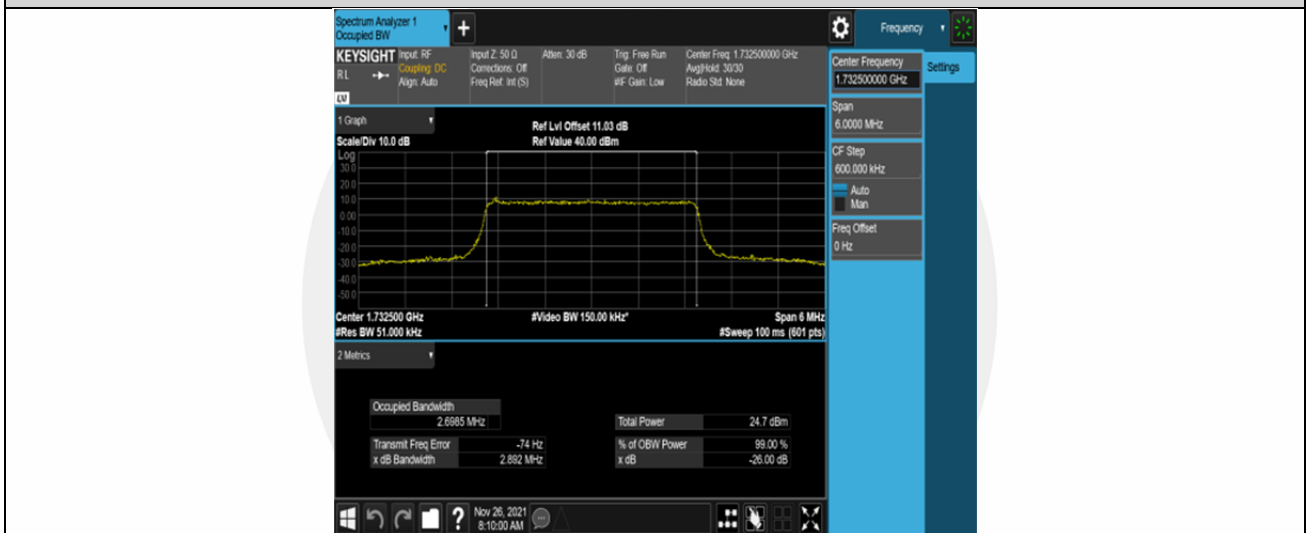 Spectrum Analyzer 1
Occupied BW
+
Frequency
KEYSIGHT Input: RF
RL
Coupling: DC
Align: Auto
LW
Input Z: 50 Ω
Corrections: Off
Freq Ref: Int (S)
Atten: 30 dB
Trig: Free Run
Gate: Off
#IF Gain: Low
Center Freq: 1.732500000 GHz
Avg|Hold: 30/30
Radio Std: None
Center Frequency
1.732500000 GHz
Settings
Span
6.0000 MHz
CF Step
600.000 kHz
Auto
Man
Freq Offset
0 Hz
1 Graph
Scale/Div 10.0 dB
Ref Lvl Offset 11.03 dB
Ref Value 40.00 dBm
Log
30.0
20.0
10.0
0.00
-10.0
-20.0
-30.0
-40.0
-50.0
Center 1.732500 GHz
#Video BW 150.00 kHz*
Span 6 MHz
#Res BW 51.000 kHz
#Sweep 100 ms (601 pts)
2 Metrics
Occupied Bandwidth
2.6985 MHz
Total Power 24.7 dBm
Transmit Freq Error -74 Hz
% of OBW Power 99.00 %
x dB Bandwidth 2.892 MHz
x dB -26.00 dB
?
Nov 26, 2021
8:10:00 AM